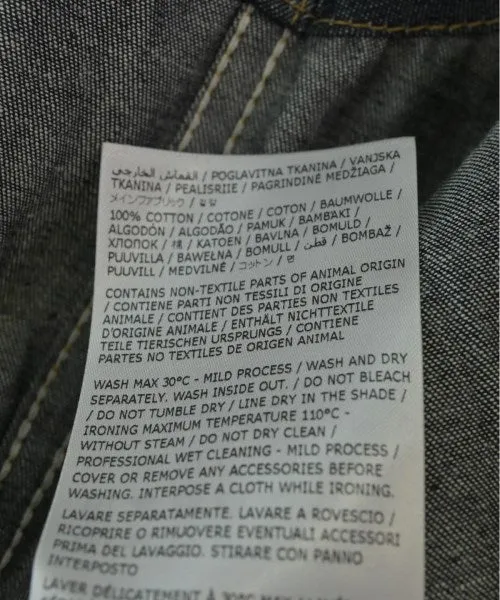 القماش الخارجي / POGLAVITNA TKANINA / VANJSKA
TKANINA / PEALISRIIE / PAGRINDINĖ MEDŽIAGA /
メインファブリック / 겉감
100% COTTON / COTONE / COTON / BAUMWOLLE /
ALGODÓN / ALGODÃO / PAMUK / BAMBAKI /
ХЛОПОК / 棉 / KATOEN / BAVLNA / BOMULD /
PUUVILLA / BAWEŁNA / BOMULL / قطن / BOMBAŽ /
PUUVILL / MEDVILNĖ / コットン / 면
CONTAINS NON-TEXTILE PARTS OF ANIMAL ORIGIN
/ CONTIENE PARTI NON TESSILI DI ORIGINE
ANIMALE / CONTIENT DES PARTIES NON TEXTILES
D'ORIGINE ANIMALE / ENTHÄLT NICHTTEXTILE
TEILE TIERISCHEN URSPRUNGS / CONTIENE
PARTES NO TEXTILES DE ORIGEN ANIMAL
WASH MAX 30°C - MILD PROCESS / WASH AND DRY
SEPARATELY. WASH INSIDE OUT. / DO NOT BLEACH
/ DO NOT TUMBLE DRY / LINE DRY IN THE SHADE /
IRONING MAXIMUM TEMPERATURE 110°C -
WITHOUT STEAM / DO NOT DRY CLEAN /
PROFESSIONAL WET CLEANING - MILD PROCESS /
COVER OR REMOVE ANY ACCESSORIES BEFORE
WASHING. INTERPOSE A CLOTH WHILE IRONING.
LAVARE SEPARATAMENTE. LAVARE A ROVESCIO /
RICOPRIRE O RIMUOVERE EVENTUALI ACCESSORI
PRIMA DEL LAVAGGIO. STIRARE CON PANNO
INTERPOSTO
LAVER DÉLICATEMENT À 30°C MAX /